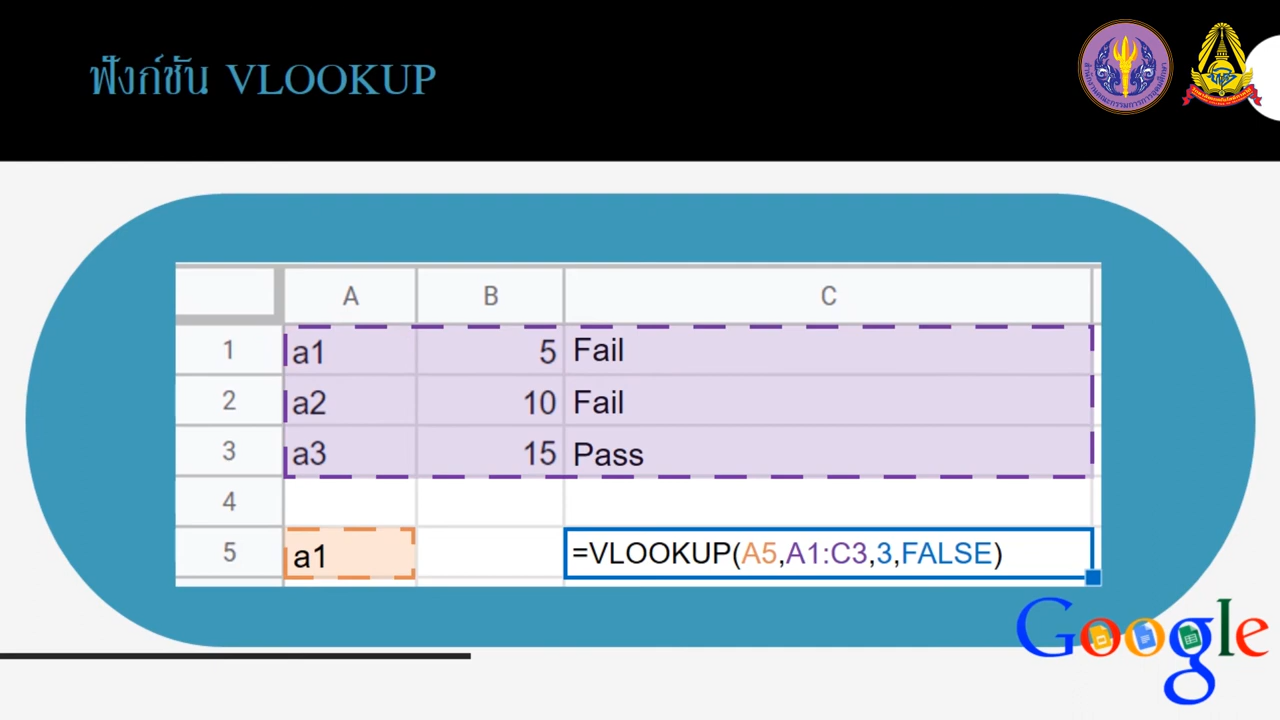 ฟังก์ชัน VLOOKUP
A B C
1 a1 5 Fail
2 a2 10 Fail
3 a3 15 Pass
4
5 a1 =VLOOKUP(A5,A1:C3,3,FALSE)
Google